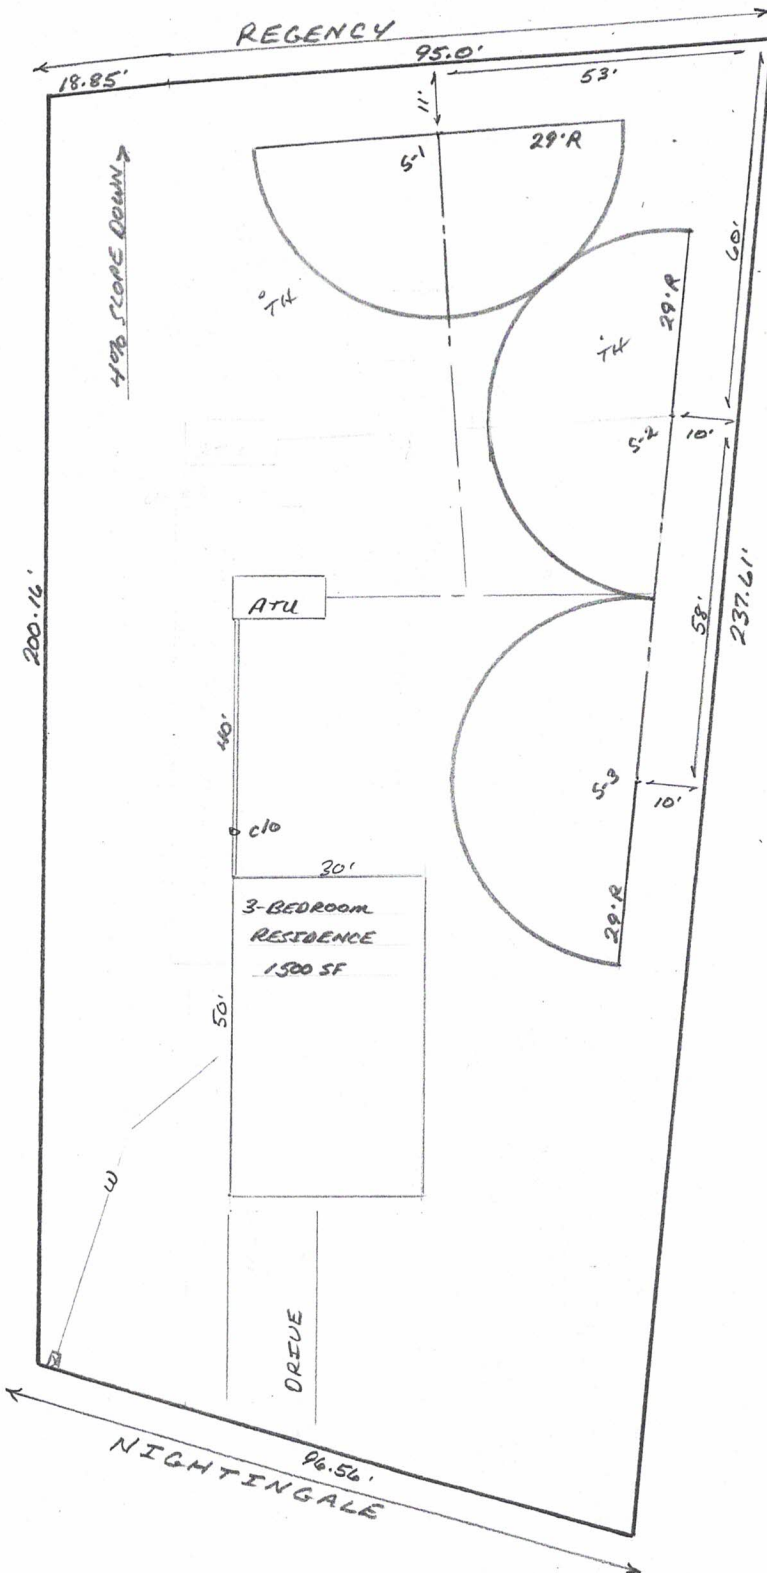 REGENCY
18.85'
95.0'
53'
11'
S-1
29'R
4% SLOPE DOWN
TH
TH
29'R
60'
S-2
10'
200.16'
ATU
58'
237.61'
40'
S-3
10'
c/o
30'
3-BEDROOM
RESIDENCE
1500 SF
29'R
50'
W
DRIVE
96.56'
NIGHTINGALE